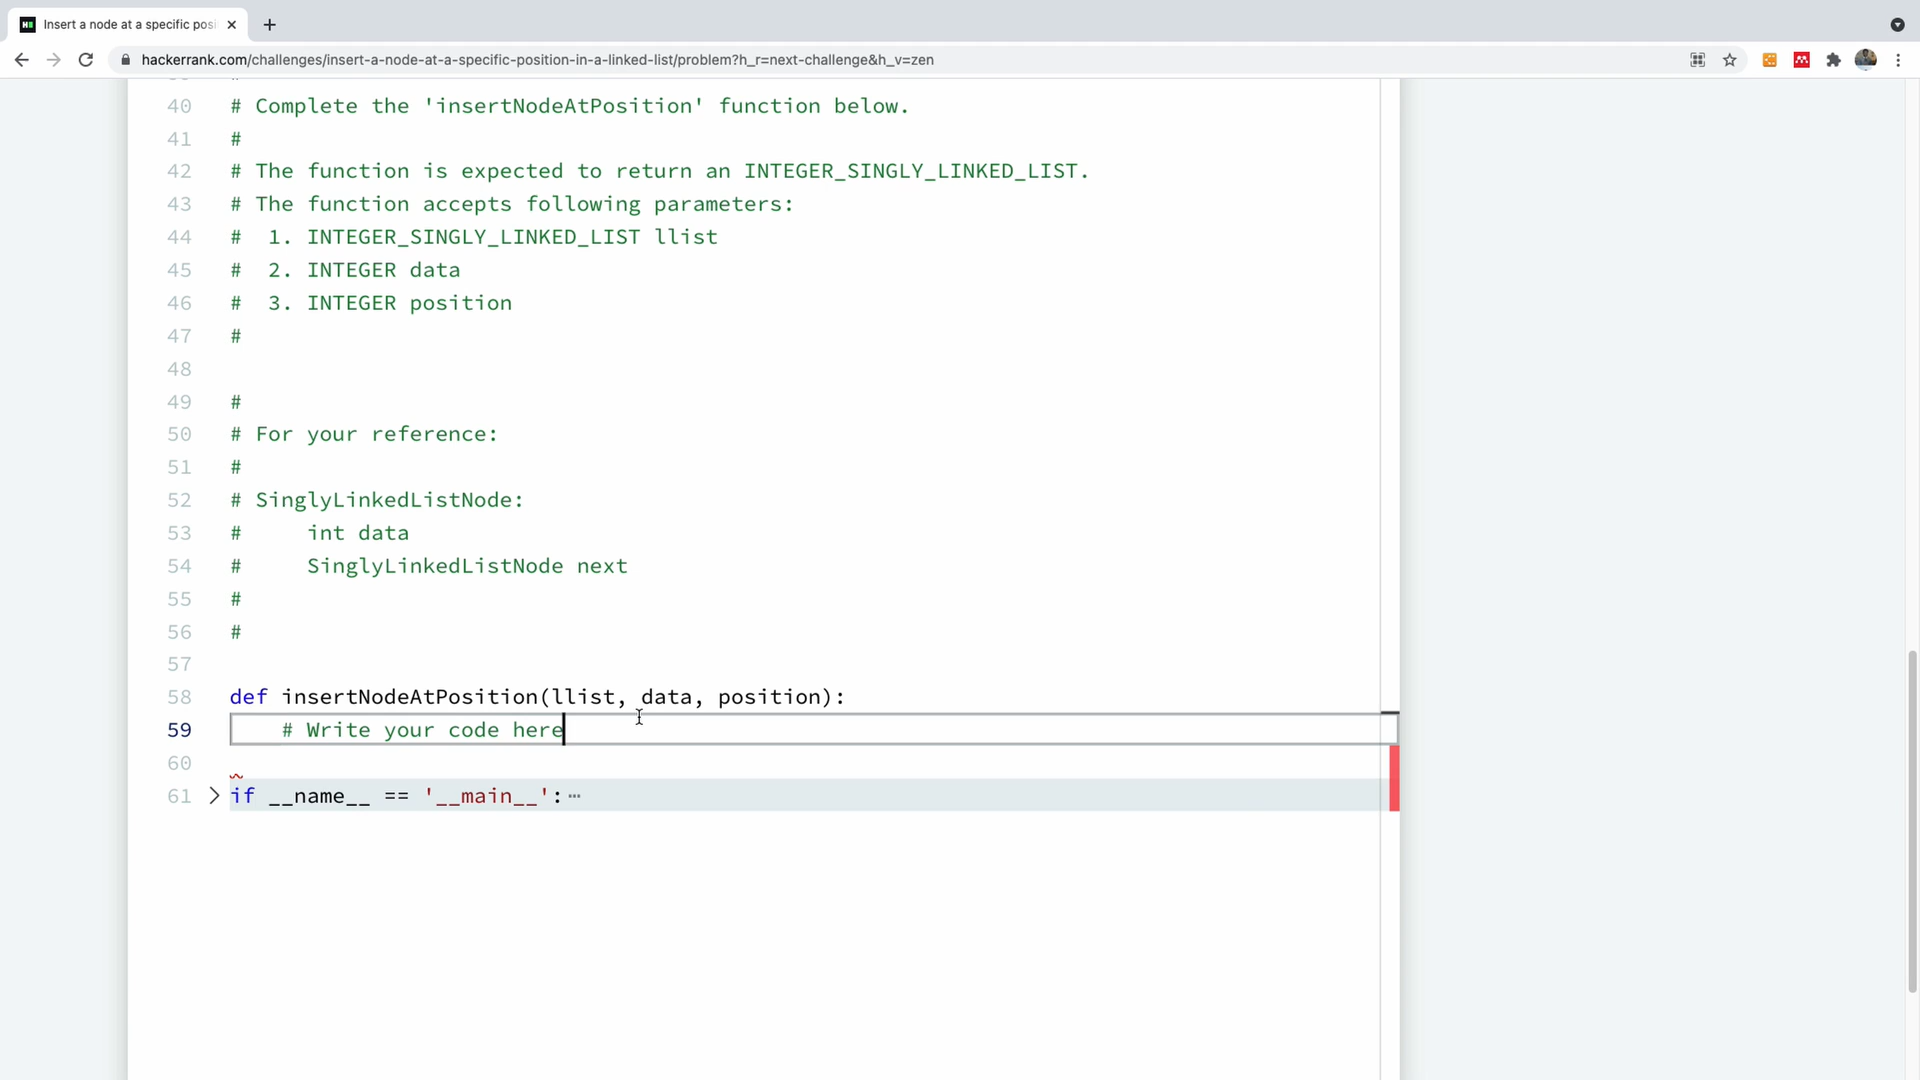 Insert a node at a specific posi
hackerrank.com/challenges/insert-a-node-at-a-specific-position-in-a-linked-list/problem?h_r=next-challenge&h_v=zen
40 # Complete the 'insertNodeAtPosition' function below.
41 #
42 # The function is expected to return an INTEGER_SINGLY_LINKED_LIST.
43 # The function accepts following parameters:
44 #  1. INTEGER_SINGLY_LINKED_LIST llist
45 #  2. INTEGER data
46 #  3. INTEGER position
47 #
48
49 #
50 # For your reference:
51 #
52 # SinglyLinkedListNode:
53 #     int data
54 #     SinglyLinkedListNode next
55 #
56 #
57
58 def insertNodeAtPosition(llist, data, position):
59     # Write your code here
60
61 if __name__ == '__main__':